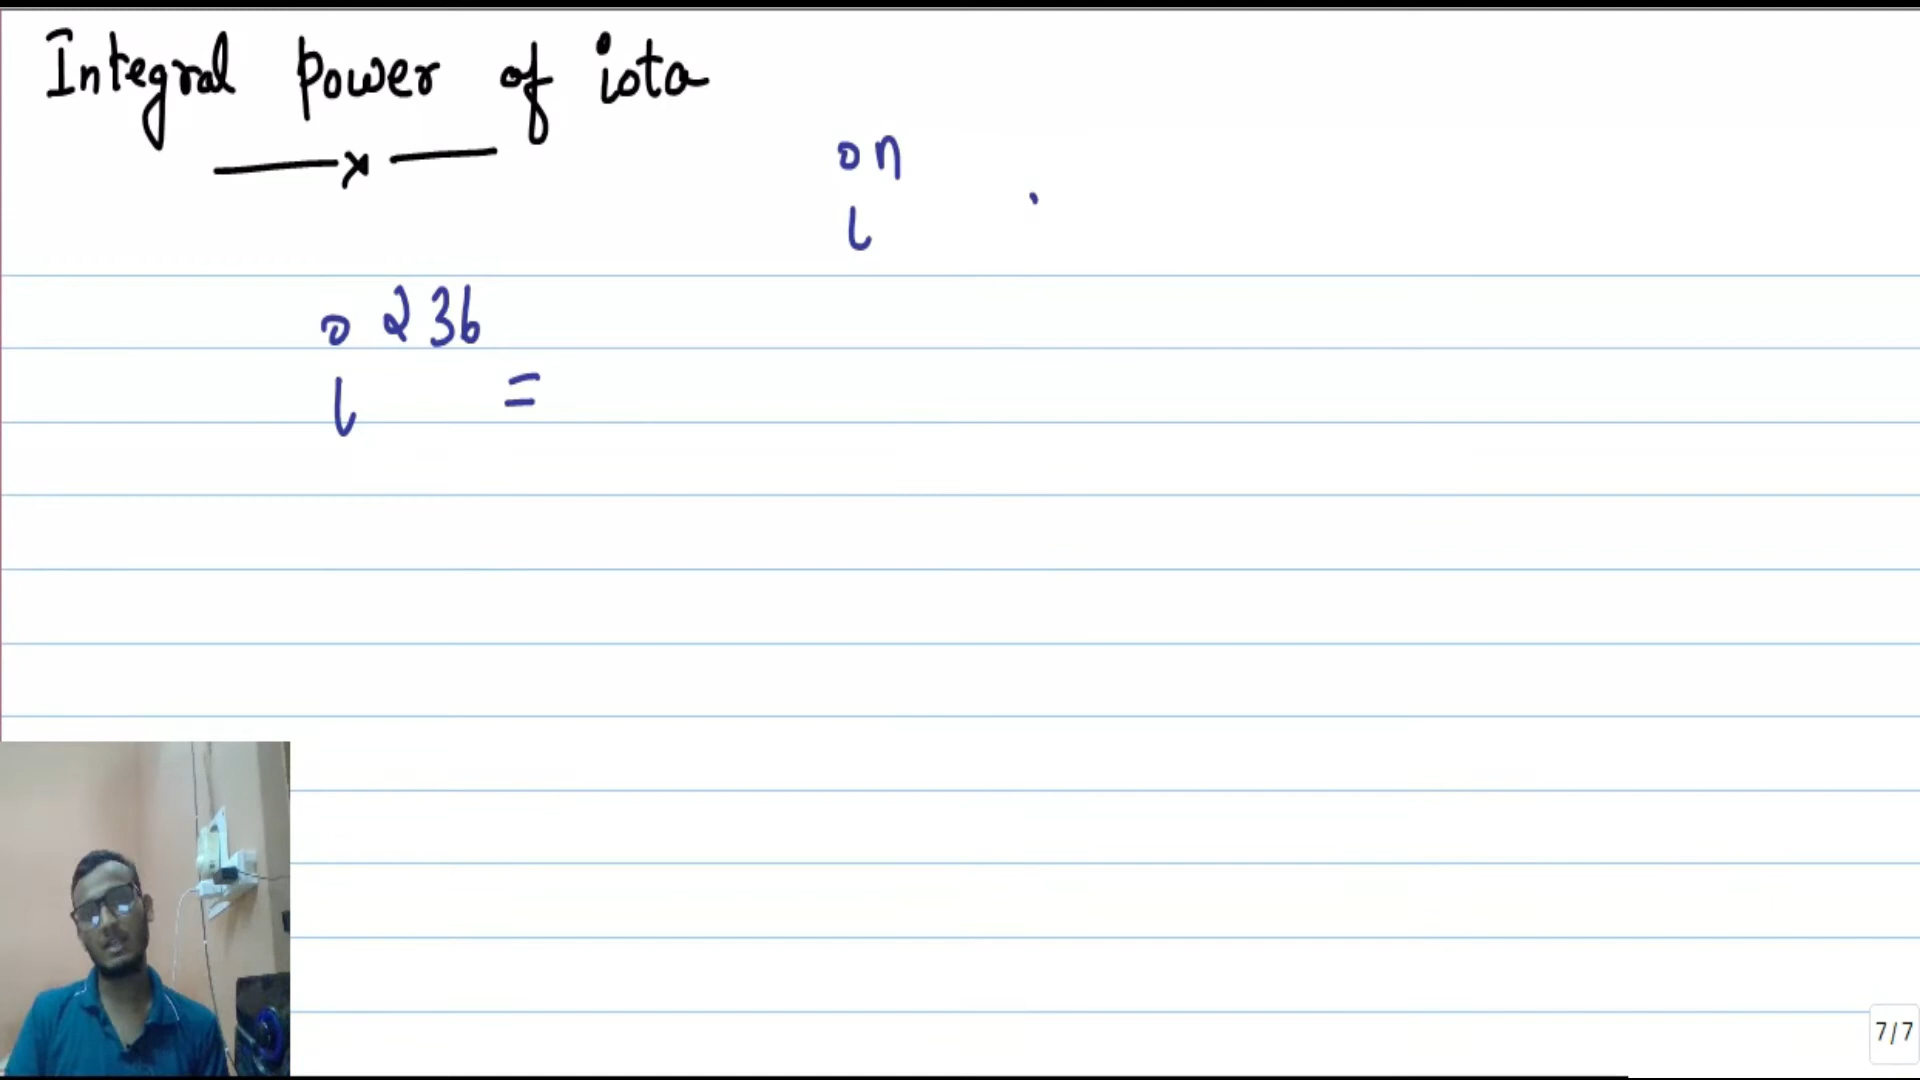 Integral power of iota
x
i n
i 236 =
7/7